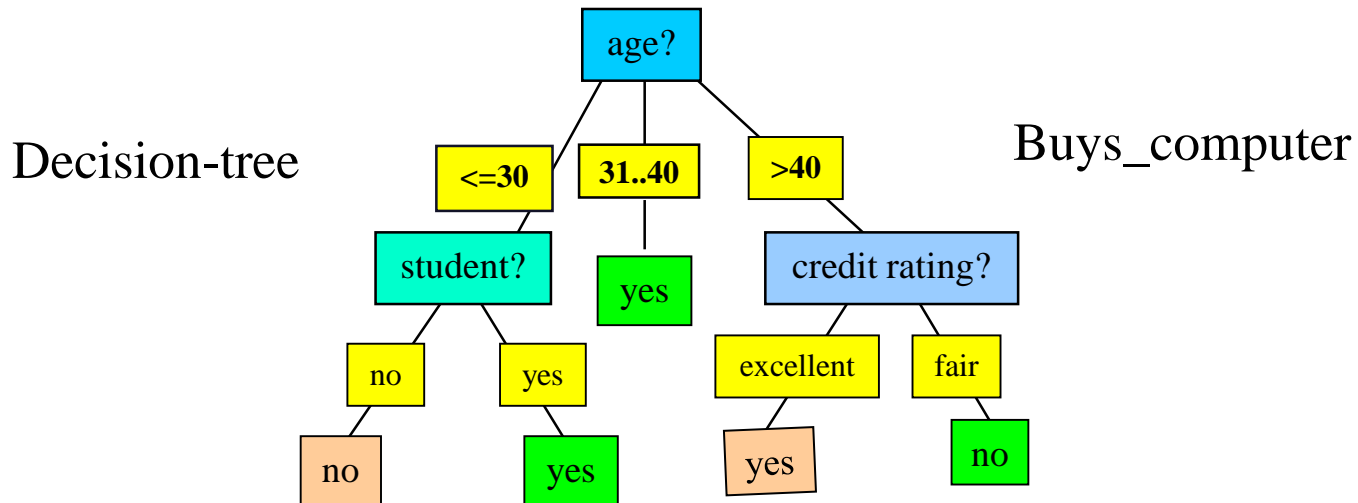 age?
Decision-tree
Buys_computer
<=30
31..40
>40
student?
yes
credit rating?
no
yes
excellent
fair
no
yes
yes
no